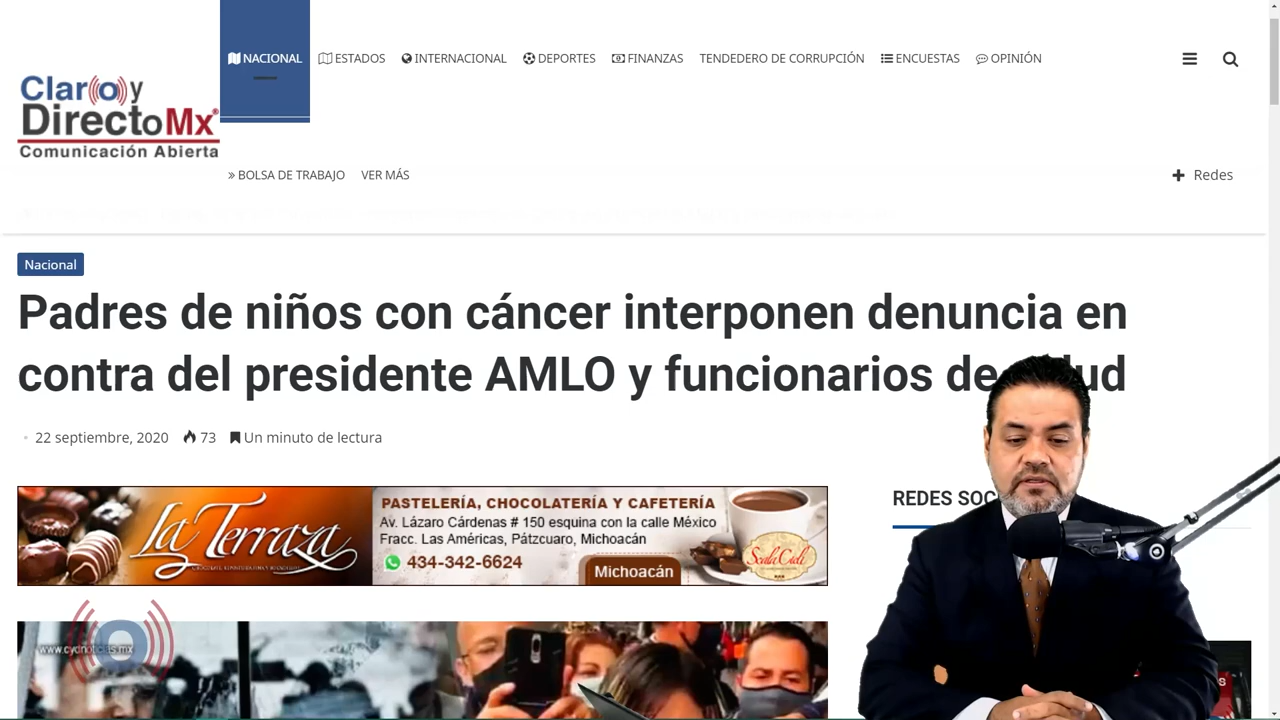 NACIONAL
ESTADOS
INTERNACIONAL
DEPORTES
FINANZAS
TENDEDERO DE CORRUPCIÓN
ENCUESTAS
OPINIÓN
Claro y
DirectoMx®
Comunicación Abierta
» BOLSA DE TRABAJO
VER MÁS
Redes
Nacional
Padres de niños con cáncer interponen denuncia en
contra del presidente AMLO y funcionarios de
22 septiembre, 2020
73
Un minuto de lectura
La Terraza
PASTELERÍA, CHOCOLATERÍA Y CAFETERÍA
Av. Lázaro Cárdenas # 150 esquina con la calle México
Fracc. Las Américas, Pátzcuaro, Michoacán
434-342-6624
Michoacán
REDES SOC
www.cydnoticias.mx